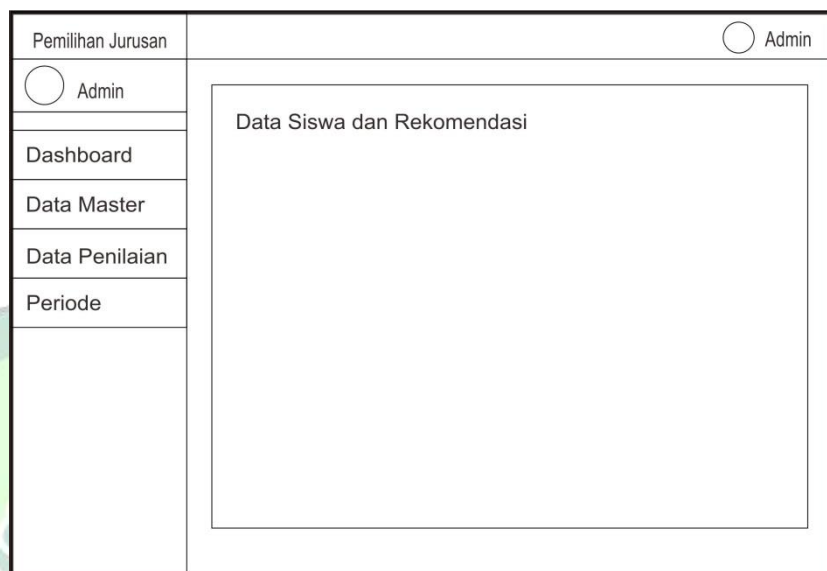 Pemilihan Jurusan
Admin
Admin
Data Siswa dan Rekomendasi
Dashboard
Data Master
Data Penilaian
Periode